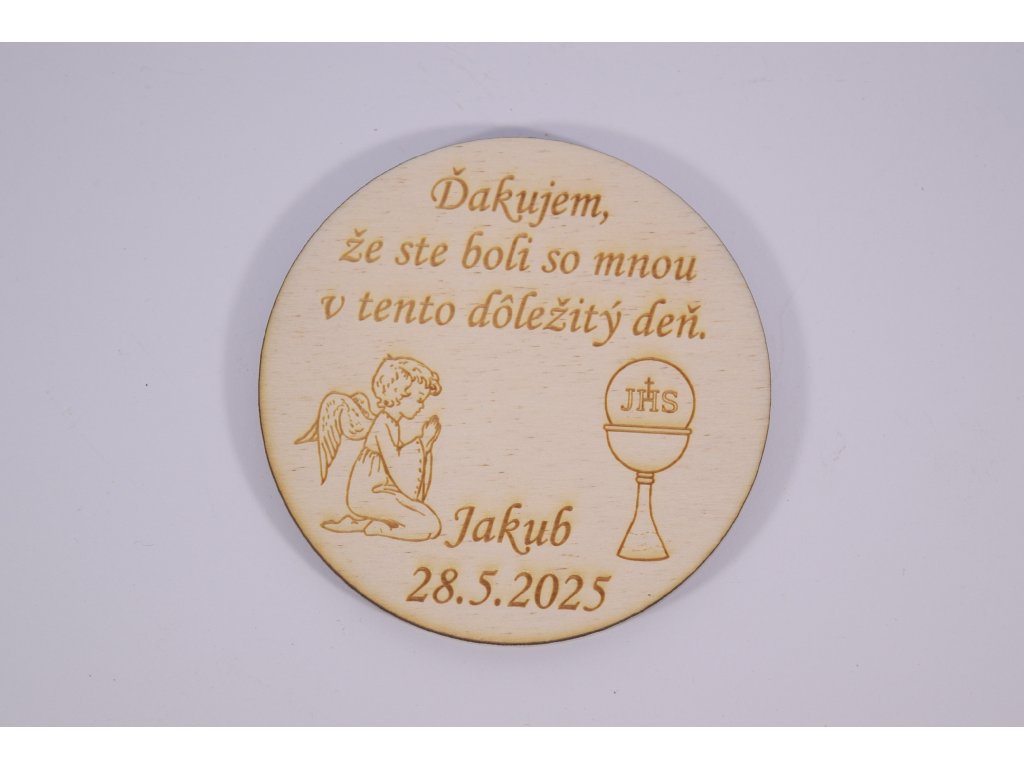 Ďakujem,
že ste boli so mnou
v tento dôležitý deň.
JHS
Jakub
28.5.2025